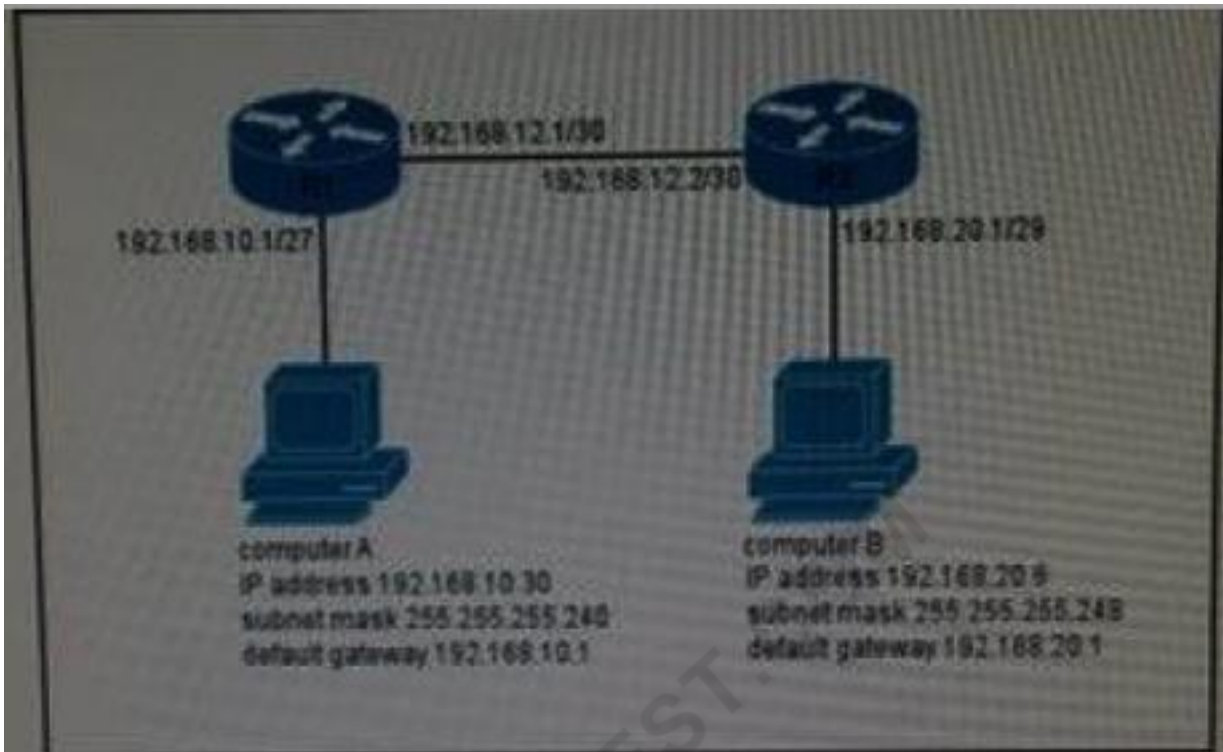 192.168.12.1/30
192.168.12.2/30
192.168.10.1/27
192.168.20.1/29
computer A
IP address 192.168.10.30
subnet mask 255.255.255.240
default gateway 192.168.10.1
computer B
IP address 192.168.20.6
subnet mask 255.255.255.248
default gateway 192.168.20.1